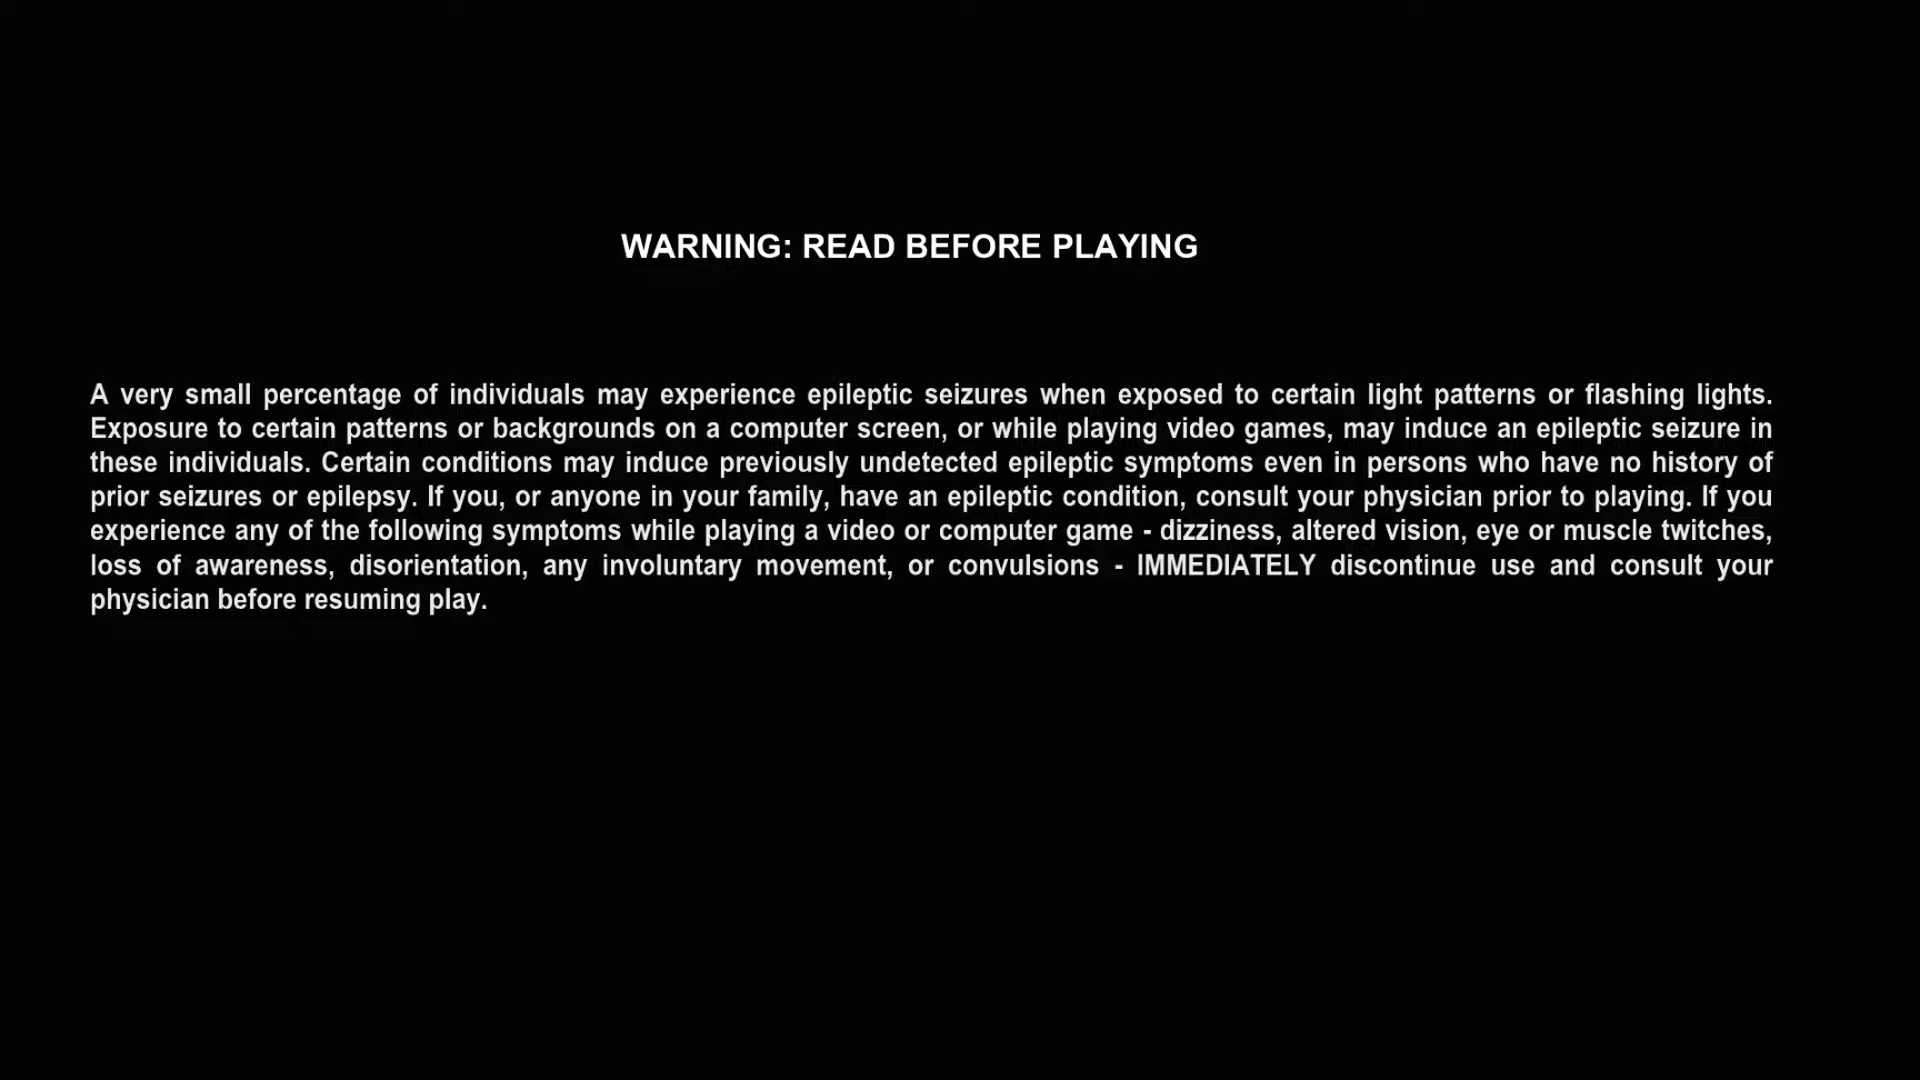 WARNING: READ BEFORE PLAYING
A very small percentage of individuals may experience epileptic seizures when exposed to certain light patterns or flashing lights.
Exposure to certain patterns or backgrounds on a computer screen, or while playing video games, may induce an epileptic seizure in
these individuals. Certain conditions may induce previously undetected epileptic symptoms even in persons who have no history of
prior seizures or epilepsy. If you, or anyone in your family, have an epileptic condition, consult your physician prior to playing. If you
experience any of the following symptoms while playing a video or computer game - dizziness, altered vision, eye or muscle twitches,
loss of awareness, disorientation, any involuntary movement, or convulsions - IMMEDIATELY discontinue use and consult your
physician before resuming play.